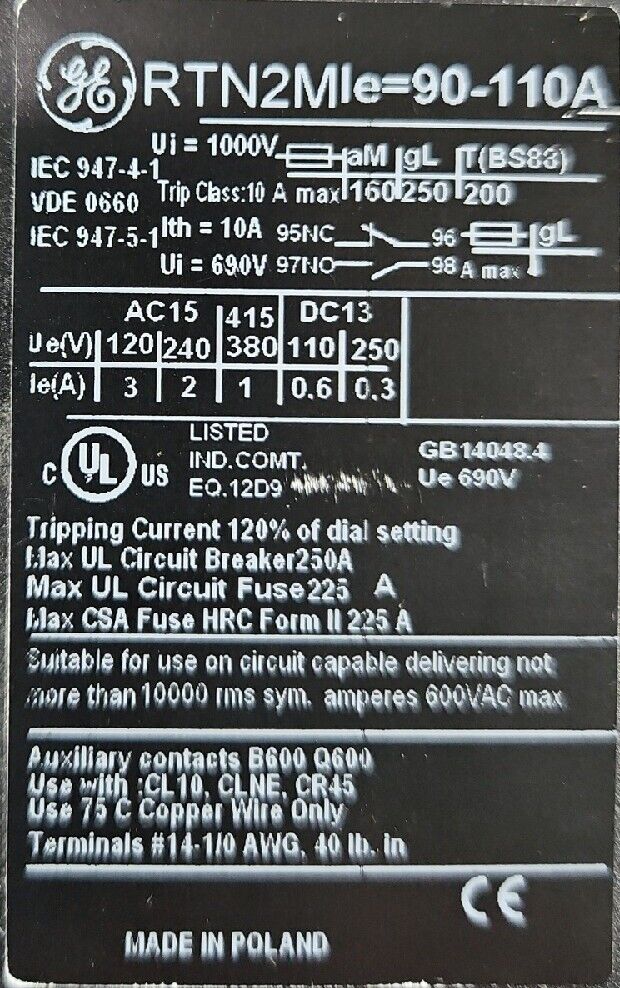 GE RTN2M Ie=90-110A
IEC 947-4-1 Ui = 1000V aM gL T(BS88)
VDE 0660 Trip Class:10 A max 160 250 200
IEC 947-5-1 Ith = 10A 95NC 96 gL
Ui = 690V 97NO 98 A max
AC15 415 DC13
Ue(V) 120 240 380 110 250
Ie(A) 3 2 1 0.6 0.3
LISTED
C UL US IND.COMT. GB14048.4
EQ.12D9 Ue 690V
Tripping Current 120% of dial setting
Max UL Circuit Breaker250A
Max UL Circuit Fuse225 A
Max CSA Fuse HRC Form II 225 A
Suitable for use on circuit capable delivering not
more than 10000 rms sym. amperes 600VAC max
Auxiliary contacts B600 Q600
Use with :CL10, CLNE, CR45
Use 75 C Copper Wire Only
Terminals #14-1/0 AWG, 40 lb. in
CE
MADE IN POLAND